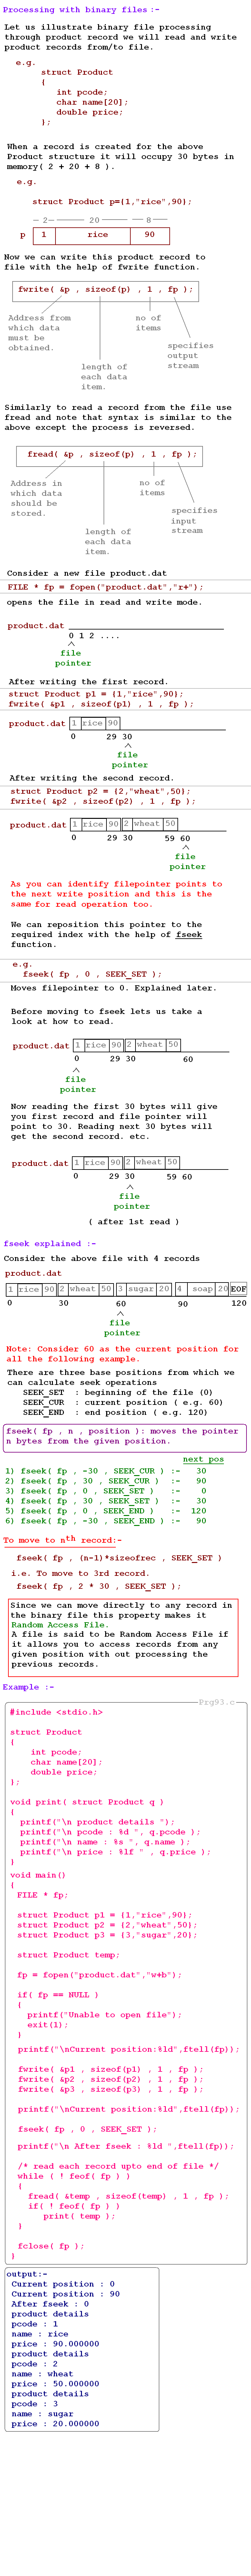 Processing with binary files :-
Let us illustrate binary file processing
through product record we will read and write
product records from/to file.
e.g.
struct Product
{
int pcode;
char name[20];
double price;
};
When a record is created for the above
Product structure it will occupy 30 bytes in
memory( 2 + 20 + 8 ).
e.g.
struct Product p={1,"rice",90};
2 20 8
p 1 rice 90
Now we can write this product record to
file with the help of fwrite function.
fwrite( &p , sizeof(p) , 1 , fp );
Address from
which data
must be
obtained.
no of
items
specifies
output
stream
length of
each data
item.
Similarly to read a record from the file use
fread and note that syntax is similar to the
above except the process is reversed.
fread( &p , sizeof(p) , 1 , fp );
Address in
which data
should be
stored.
no of
items
specifies
input
stream
length of
each data
item.
Consider a new file product.dat
FILE * fp = fopen("product.dat","r+");
opens the file in read and write mode.
product.dat
0 1 2 ....
file
pointer
After writing the first record.
struct Product p1 = {1,"rice",90};
fwrite( &p1 , sizeof(p1) , 1 , fp );
product.dat 1 rice 90
0 29 30
file
pointer
After writing the second record.
struct Product p2 = {2,"wheat",50};
fwrite( &p2 , sizeof(p2) , 1 , fp );
product.dat 1 rice 90 2 wheat 50
0 29 30 59 60
file
pointer
As you can identify filepointer points to
the next write position and this is the
same for read operation too.
We can reposition this pointer to the
required index with the help of fseek
function.
e.g.
fseek( fp , 0 , SEEK_SET );
Moves filepointer to 0. Explained later.
Before moving to fseek lets us take a
look at how to read.
product.dat 1 rice 90 2 wheat 50
0 29 30 60
file
pointer
Now reading the first 30 bytes will give
you first record and file pointer will
point to 30. Reading next 30 bytes will
get the second record. etc.
product.dat 1 rice 90 2 wheat 50
0 29 30 59 60
file
pointer
( after 1st read )
fseek explained :-
Consider the above file with 4 records
product.dat
1 rice 90 2 wheat 50 3 sugar 20 4 soap 20 EOF
0 30 60 90 120
file
pointer
Note: Consider 60 as the current position for
all the following example.
There are three base positions from which we
can calculate seek operations
SEEK_SET : beginning of the file (0)
SEEK_CUR : current position ( e.g. 60)
SEEK_END : end position ( e.g. 120)
fseek( fp , n , position ): moves the pointer
n bytes from the given position.
next pos
1) fseek( fp , -30 , SEEK_CUR ) :- 30
2) fseek( fp , 30 , SEEK_CUR ) :- 90
3) fseek( fp , 0 , SEEK_SET ) :- 0
4) fseek( fp , 30 , SEEK_SET ) :- 30
5) fseek( fp , 0 , SEEK_END ) :- 120
6) fseek( fp , -30 , SEEK_END ) :- 90
To move to nth record:-
fseek( fp , (n-1)*sizeofrec , SEEK_SET )
i.e. To move to 3rd record.
fseek( fp , 2 * 30 , SEEK_SET );
Since we can move directly to any record in
the binary file this property makes it
Random Access File.
A file is said to be Random Access File if
it allows you to acess records from any
given position with out processing the
previous records.
Example :-
Prg93.c
#include <stdio.h>
struct Product
{
int pcode;
char name[20];
double price;
};
void print( struct Product q )
{
printf("\n product details ");
printf("\n pcode : %d ", q.pcode );
printf("\n name : %s ", q.name );
printf("\n price : %lf " , q.price );
}
void main()
{
FILE * fp;
struct Product p1 = {1,"rice",90};
struct Product p2 = {2,"wheat",50};
struct Product p3 = {3,"sugar",20};
struct Product temp;
fp = fopen("product.dat","w+b");
if( fp == NULL )
{
printf("Unable to open file");
exit(1);
}
printf("\nCurrent position:%ld",ftell(fp));
fwrite( &p1 , sizeof(p1) , 1 , fp );
fwrite( &p2 , sizeof(p2) , 1 , fp );
fwrite( &p3 , sizeof(p3) , 1 , fp );
printf("\nCurrent position:%ld",ftell(fp));
fseek( fp , 0 , SEEK_SET );
printf("\n After fseek : %ld ",ftell(fp));
/* read each record upto end of file */
while ( ! feof( fp ) )
{
fread( &temp , sizeof(temp) , 1 , fp );
if( ! feof( fp ) )
print( temp );
}
fclose( fp );
}
output:-
Current position : 0
Current position : 90
After fseek : 0
product details
pcode : 1
name : rice
price : 90.000000
product details
pcode : 2
name : wheat
price : 50.000000
product details
pcode : 3
name : sugar
price : 20.000000